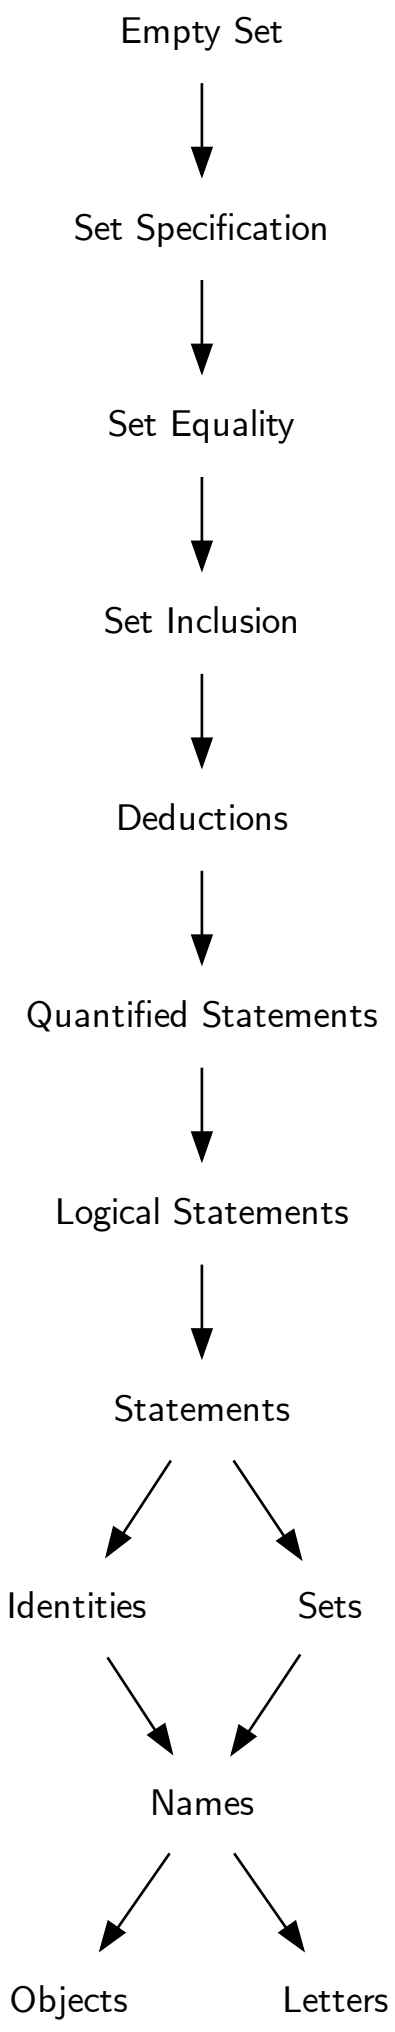 Empty Set
Set Specification
Set Equality
Set Inclusion
Deductions
Quantified Statements
Logical Statements
Statements
Identities
Sets
Names
Objects
Letters